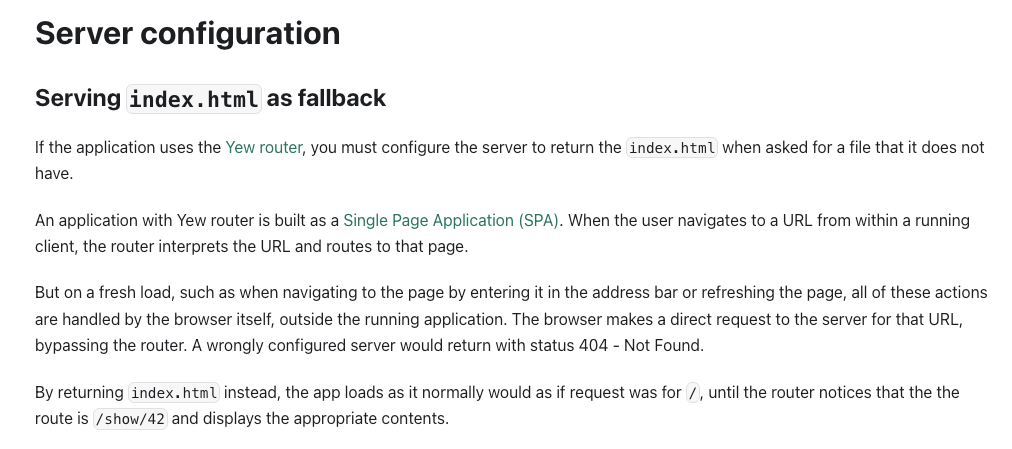 Server configuration
Serving index.html as fallback
If the application uses the Yew router, you must configure the server to return the index.html when asked for a file that it does not
have.
An application with Yew router is built as a Single Page Application (SPA). When the user navigates to a URL from within a running
client, the router interprets the URL and routes to that page.
But on a fresh load, such as when navigating to the page by entering it in the address bar or refreshing the page, all of these actions
are handled by the browser itself, outside the running application. The browser makes a direct request to the server for that URL,
bypassing the router. A wrongly configured server would return with status 404 - Not Found.
By returning index.html instead, the app loads as it normally would as if request was for /, until the router notices that the the
route is /show/42 and displays the appropriate contents.